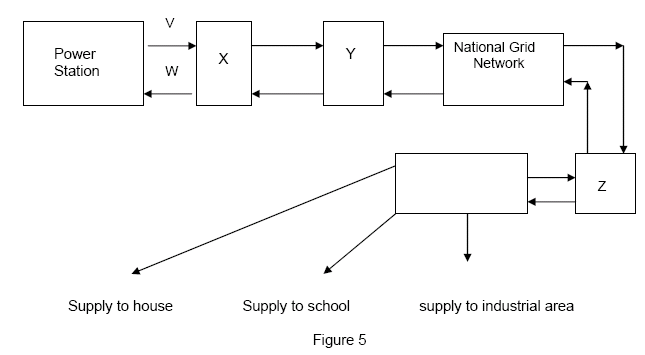 V
Power
Station
W
X
Y
National Grid
Network
Z
Supply to house
Supply to school
supply to industrial area
Figure 5